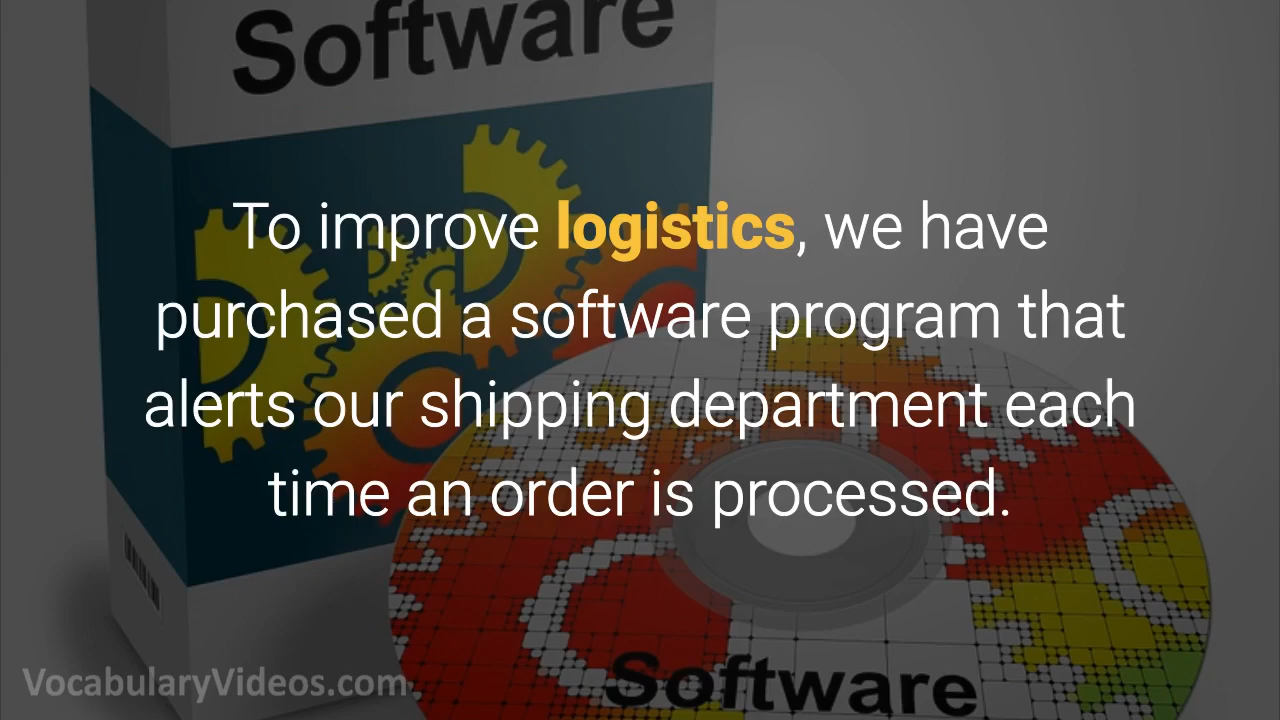 Software
To improve logistics, we have
purchased a software program that
alerts our shipping department each
time an order is processed.
Software
VocabularyVideos.com